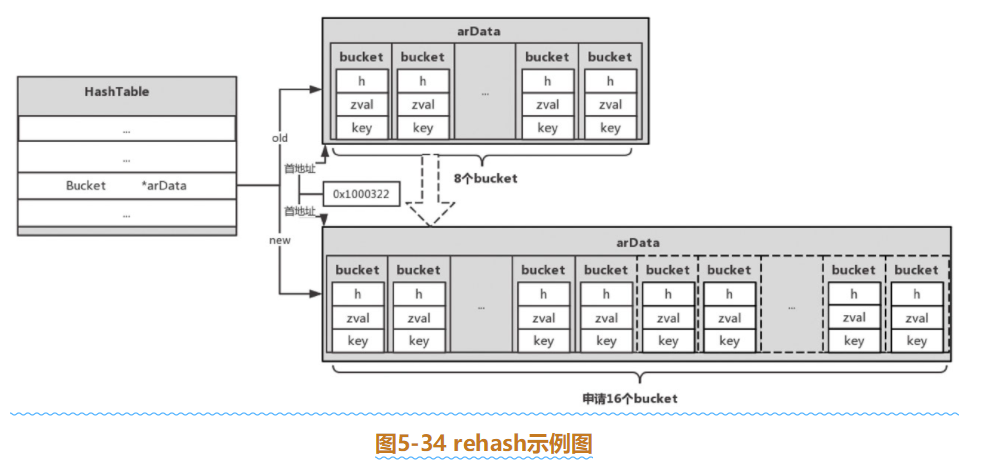 arData
bucket bucket bucket bucket
h h h h
zval zval ... zval zval
key key key key
HashTable
...
...
Bucket *arData
...
old
首地址
8个bucket
0x1000322
首地址
new
arData
bucket bucket bucket bucket bucket bucket bucket bucket
h h h h h h h h
zval zval ... zval zval zval zval ... zval zval
key key key key key key key key
申请16个bucket
图5-34 rehash示例图